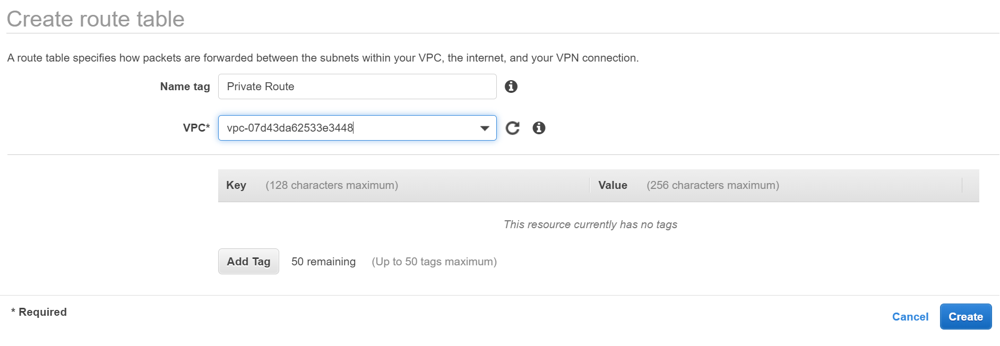 Create route table
A route table specifies how packets are forwarded between the subnets within your VPC, the internet, and your VPN connection.
Name tag Private Route
VPC* vpc-07d43da62533e3448
Key (128 characters maximum) Value (256 characters maximum)
This resource currently has no tags
Add Tag 50 remaining (Up to 50 tags maximum)
* Required
Cancel Create